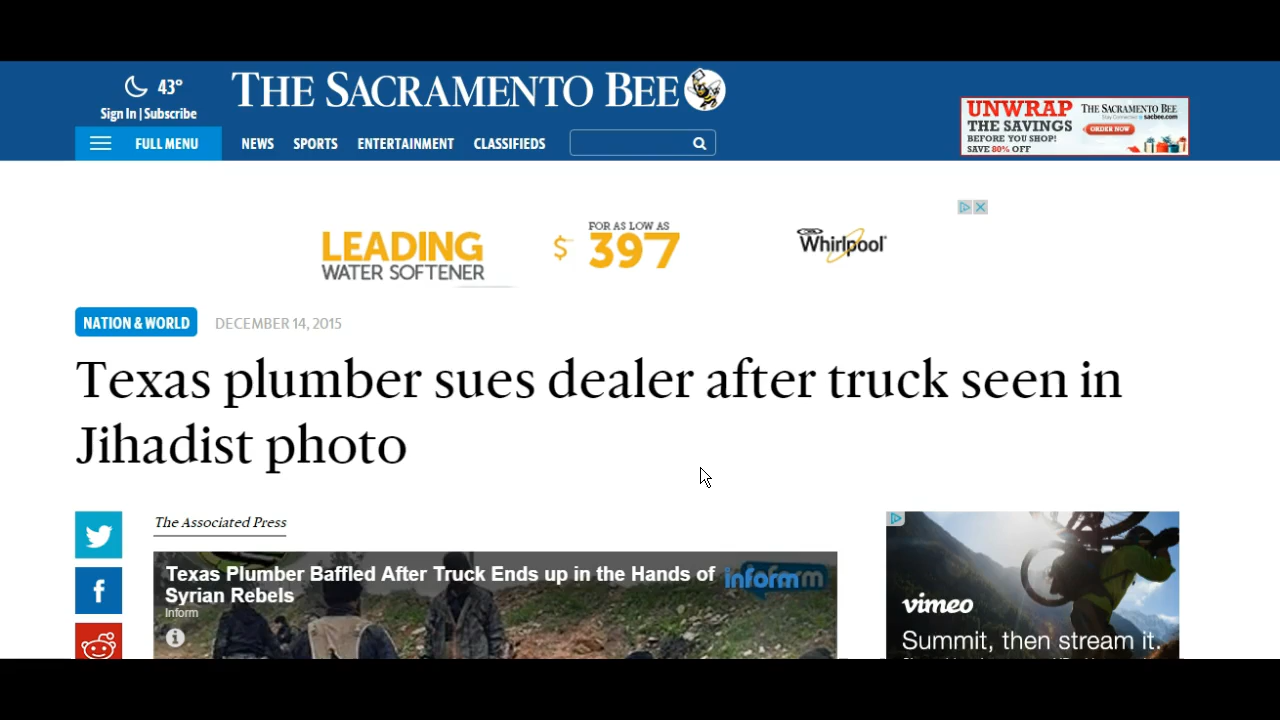 43°
Sign In | Subscribe
THE SACRAMENTO BEE
UNWRAP
THE SAVINGS
BEFORE YOU SHOP!
SAVE 80% OFF
THE SACRAMENTO BEE
sacbee.com
ORDER NOW
FULL MENU
NEWS
SPORTS
ENTERTAINMENT
CLASSIFIEDS
LEADING
WATER SOFTENER
FOR AS LOW AS
$ 397
Whirlpool
NATION & WORLD
DECEMBER 14, 2015
Texas plumber sues dealer after truck seen in
Jihadist photo
The Associated Press
Texas Plumber Baffled After Truck Ends up in the Hands of
Syrian Rebels
Inform
inform
vimeo
Summit, then stream it.